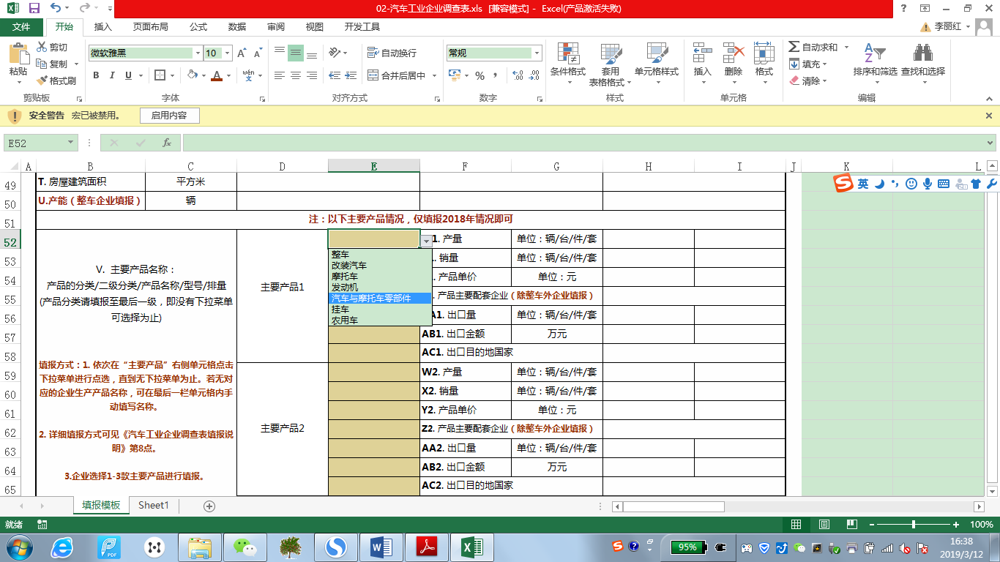 02-汽车工业企业调查表.xls [兼容模式] - Excel(产品激活失败)
文件 开始 插入 页面布局 公式 数据 审阅 视图 开发工具 李丽红
粘贴 剪切 复制 格式刷
微软雅黑 10
B I U A wén
自动换行
合并后居中
常规
% , .00
条件格式 套用表格格式 单元格样式
插入 删除 格式
自动求和 填充 清除
排序和筛选 查找和选择
剪贴板 字体 对齐方式 数字 样式 单元格 编辑
安全警告 宏已被禁用。 启用内容
E52 fx
A B C D E F G H I J K L
49 T. 房屋建筑面积 平方米
50 U.产能（整车企业填报） 辆
51 注：以下主要产品情况，仅填报2018年情况即可
52 1. 产量 单位：辆/台/件/套
53 . 销量 单位：辆/台/件/套
54 . 产品单价 单位：元
55 . 产品主要配套企业（除整车外企业填报）
56 A1. 出口量 单位：辆/台/件/套
57 AB1. 出口金额 万元
58 AC1. 出口目的地国家
59 W2. 产量 单位：辆/台/件/套
60 X2. 销量 单位：辆/台/件/套
61 Y2. 产品单价 单位：元
62 Z2. 产品主要配套企业（除整车外企业填报）
63 AA2. 出口量 单位：辆/台/件/套
64 AB2. 出口金额 万元
65 AC2. 出口目的地国家
V. 主要产品名称：
产品的分类/二级分类/产品名称/型号/排量
(产品分类请填报至最后一级，即没有下拉菜单
可选择为止)
填报方式：1. 依次在“主要产品”右侧单元格点击
下拉菜单进行点选，直到无下拉菜单为止。若无对
应的企业生产产品名称，可在最后一栏单元格内手
动填写名称。
2. 详细填报方式可见《汽车工业企业调查表填报说
明》第8点。
3.企业选择1-3款主要产品进行填报。
主要产品1
主要产品2
整车
改装汽车
摩托车
发动机
汽车与摩托车零部件
挂车
农用车
英
填报模板 Sheet1
就绪 100%
95%
16:38
2019/3/12